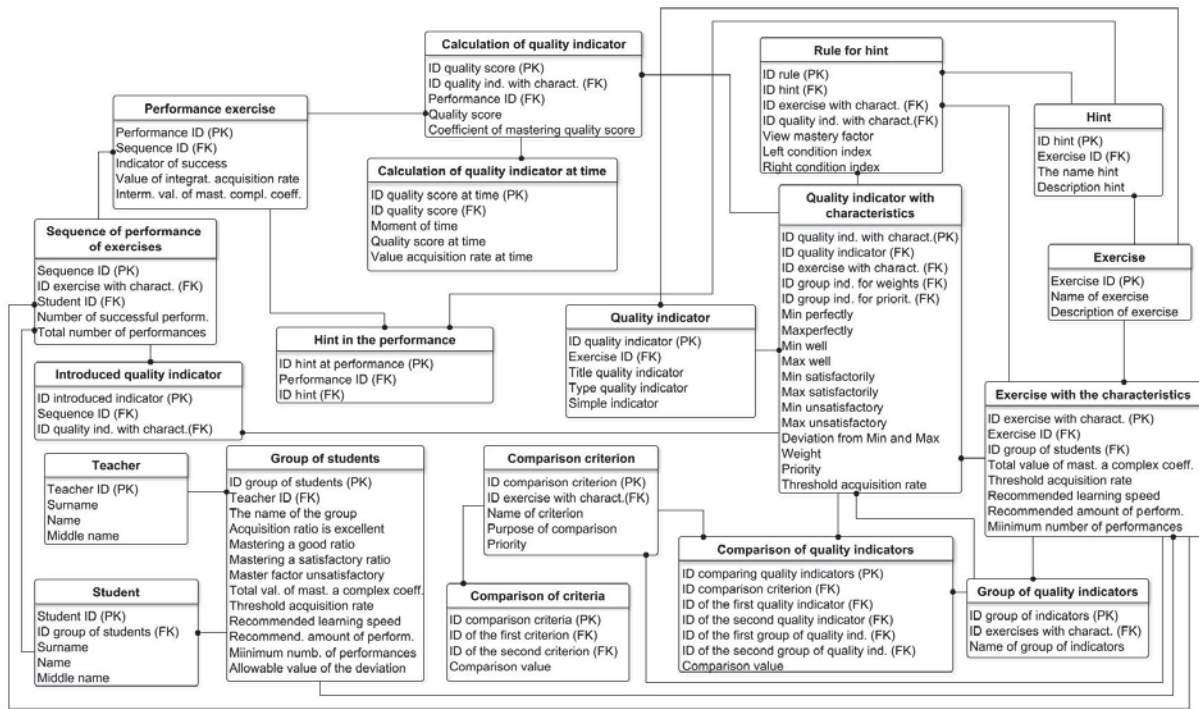 Calculation of quality indicator
ID quality score (PK)
ID quality ind. with charact. (FK)
Performance ID (FK)
Quality score
Coefficient of mastering quality score
Rule for hint
ID rule (PK)
ID hint (FK)
ID exercise with charact. (FK)
ID quality ind. with charact.(FK)
View mastery factor
Left condition index
Right condition index
Performance exercise
Performance ID (PK)
Sequence ID (FK)
Indicator of success
Value of integrat. acquisition rate
Interm. val. of mast. compl. coeff.
Hint
ID hint (PK)
Exercise ID (FK)
The name hint
Description hint
Calculation of quality indicator at time
ID quality score at time (PK)
ID quality score (FK)
Moment of time
Quality score at time
Value acquisition rate at time
Quality indicator with
characteristics
ID quality ind. with charact.(PK)
ID quality indicator (FK)
ID exercise with charact. (FK)
ID group ind. for weights (FK)
ID group ind. for priorit. (FK)
Min perfectly
Maxperfectly
Min well
Max well
Min satisfactorily
Max satisfactorily
Min unsatisfactory
Max unsatisfactory
Deviation from Min and Max
Weight
Priority
Threshold acquisition rate
Sequence of performance
of exercises
Sequence ID (PK)
ID exercise with charact. (FK)
Student ID (FK)
Number of successful perform.
Total number of performances
Exercise
Exercise ID (PK)
Name of exercise
Description of exercise
Quality indicator
ID quality indicator (PK)
Exercise ID (FK)
Title quality indicator
Type quality indicator
Simple indicator
Hint in the performance
ID hint at performance (PK)
Performance ID (FK)
ID hint (FK)
Introduced quality indicator
ID introduced indicator (PK)
Sequence ID (FK)
ID quality ind. with charact.(FK)
Exercise with the characteristics
ID exercise with charact. (PK)
Exercise ID (FK)
ID group of students (FK)
Total value of mast. a complex coeff.
Threshold acquisition rate
Recommended learning speed
Recommended amount of perform.
Miinimum number of performances
Teacher
Teacher ID (PK)
Surname
Name
Middle name
Group of students
ID group of students (PK)
Teacher ID (FK)
The name of the group
Acquisition ratio is excellent
Mastering a good ratio
Mastering a satisfactory ratio
Master factor unsatisfactory
Total val. of mast. a complex coeff.
Threshold acquisition rate
Recommended learning speed
Recommend. amount of perform.
Miinimum numb. of performances
Allowable value of the deviation
Comparison criterion
ID comparison criterion (PK)
ID exercise with charact.(FK)
Name of criterion
Purpose of comparison
Priority
Comparison of quality indicators
ID comparing quality indicators (PK)
ID comparison criterion (FK)
ID of the first quality indicator (FK)
ID of the second quality indicator (FK)
ID of the first group of quality ind. (FK)
ID of the second group of quality ind. (FK)
Comparison value
Student
Student ID (PK)
ID group of students (FK)
Surname
Name
Middle name
Comparison of criteria
ID comparison criteria (PK)
ID of the first criterion (FK)
ID of the second criterion (FK)
Comparison value
Group of quality indicators
ID group of indicators (PK)
ID exercises with charact. (FK)
Name of group of indicators